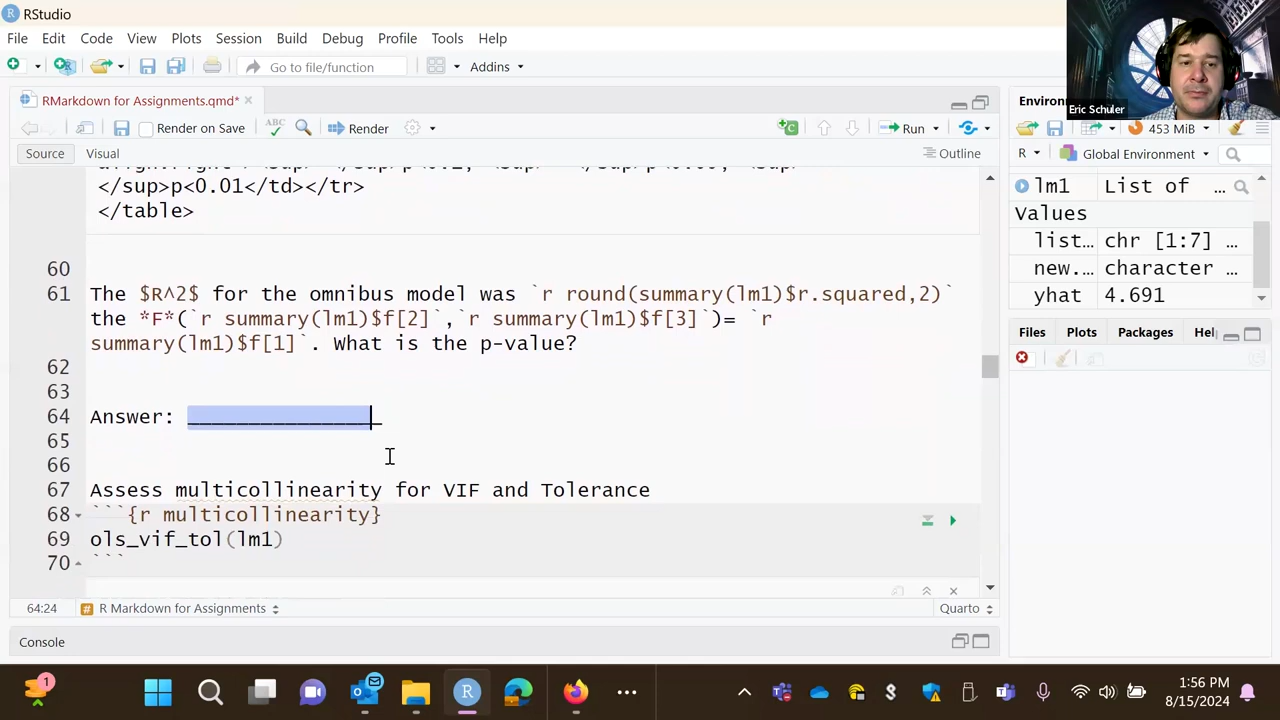 RStudio
File Edit Code View Plots Session Build Debug Profile Tools Help
Go to file/function Addins
RMarkdown for Assignments.qmd*
Render on Save ABC Render Run
Source Visual Outline
</sup>p<0.01</td></tr>
</table>
60
61 The $R^2$ for the omnibus model was `r round(summary(lm1)$r.squared,2)`
the *F*(`r summary(lm1)$f[2]`,`r summary(lm1)$f[3]`)= `r
summary(lm1)$f[1]`. What is the p-value?
62
63
64 Answer: ________________
65
66
67 Assess multicollinearity for VIF and Tolerance
68 ```{r multicollinearity}
69 ols_vif_tol(lm1)
70 ```
64:24 R Markdown for Assignments Quarto
Console
Eric Schuler
Environ
453 MiB
R Global Environment
lm1 List of …
Values
list… chr [1:7] …
new.… character …
yhat 4.691
Files Plots Packages Hel
1
1:56 PM
8/15/2024